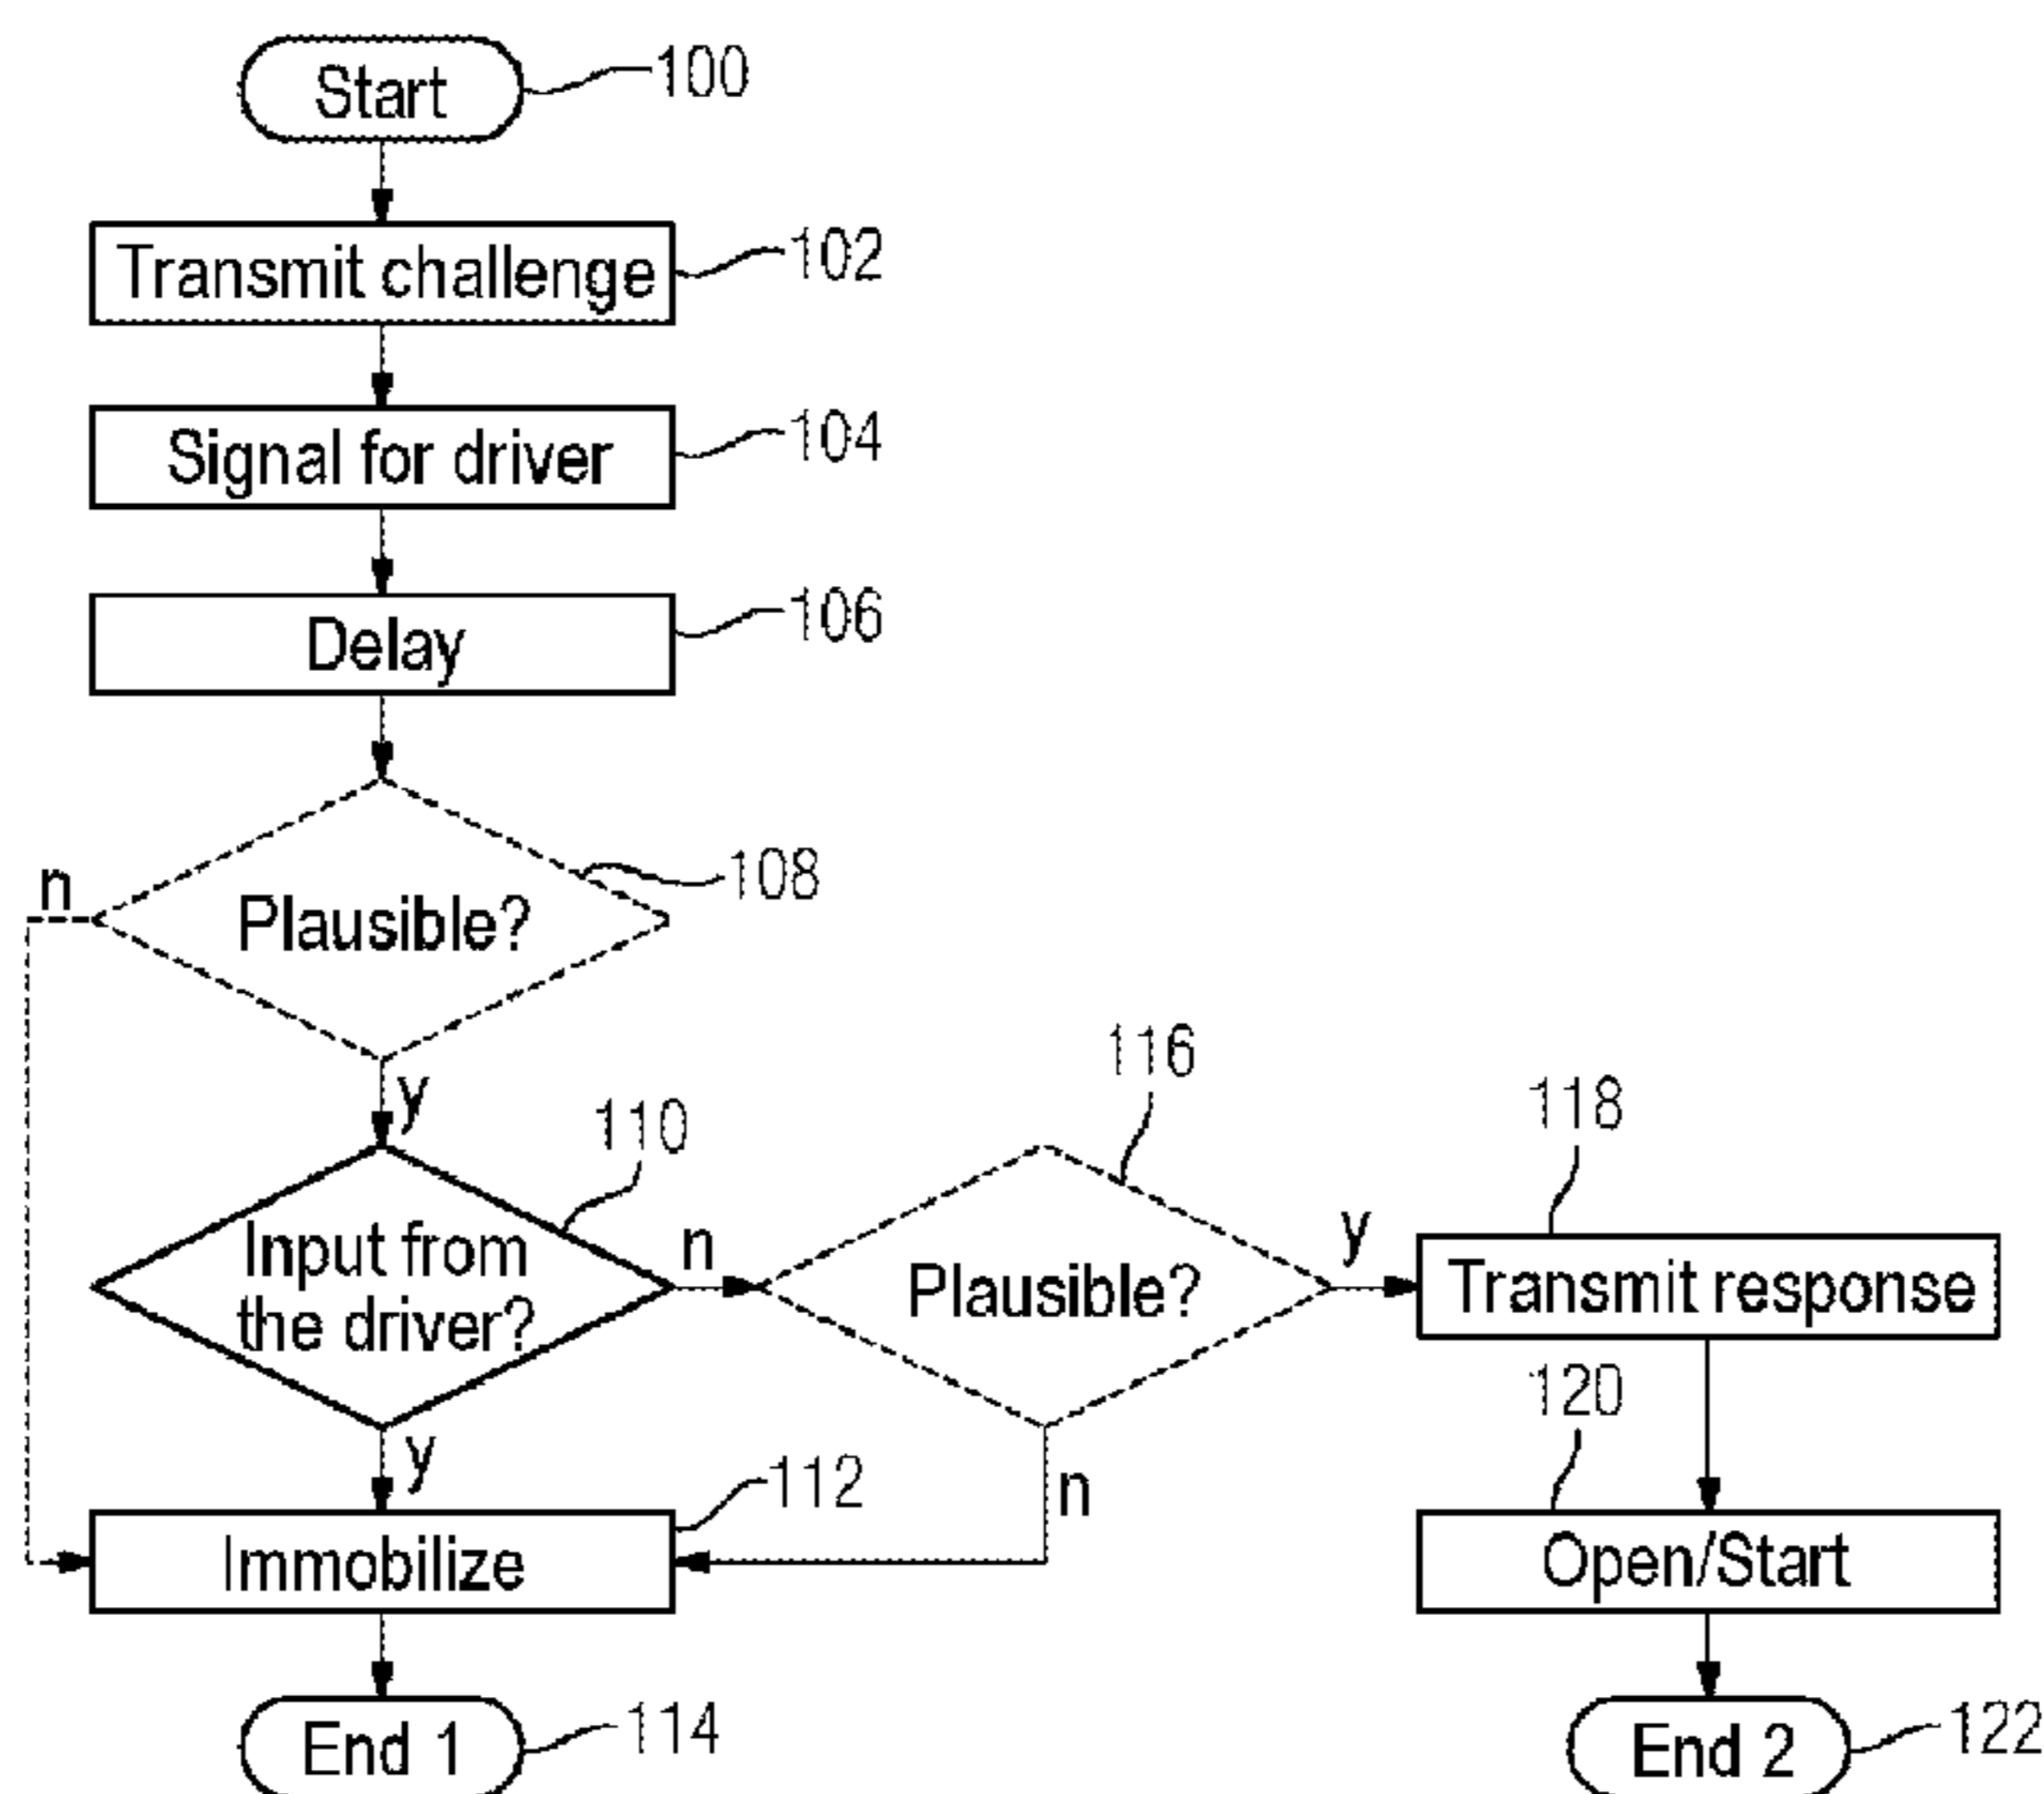 Start
100
Transmit challenge
102
Signal for driver
104
Delay
106
Plausible?
108
n
y
Input from
the driver?
110
n
y
Plausible?
116
y
n
Transmit response
118
Open/Start
120
Immobilize
112
End 1
114
End 2
122